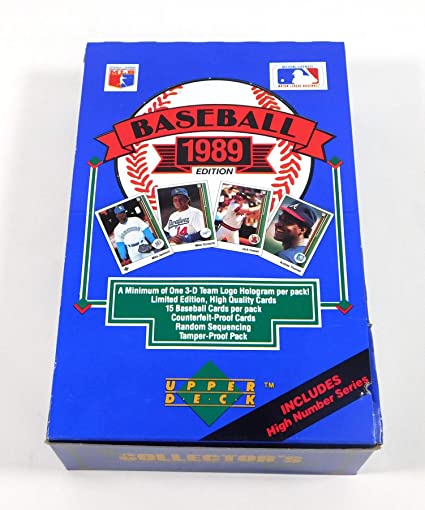 BASEBALL
1989
EDITION
A Minimum of One 3-D Team Logo Hologram per pack!
Limited Edition, High Quality Cards
15 Baseball Cards per pack
Counterfeit-Proof Cards
Random Sequencing
Tamper-Proof Pack
UPPER
DECK
TM
INCLUDES
High Number Series
COLLECTOR'S